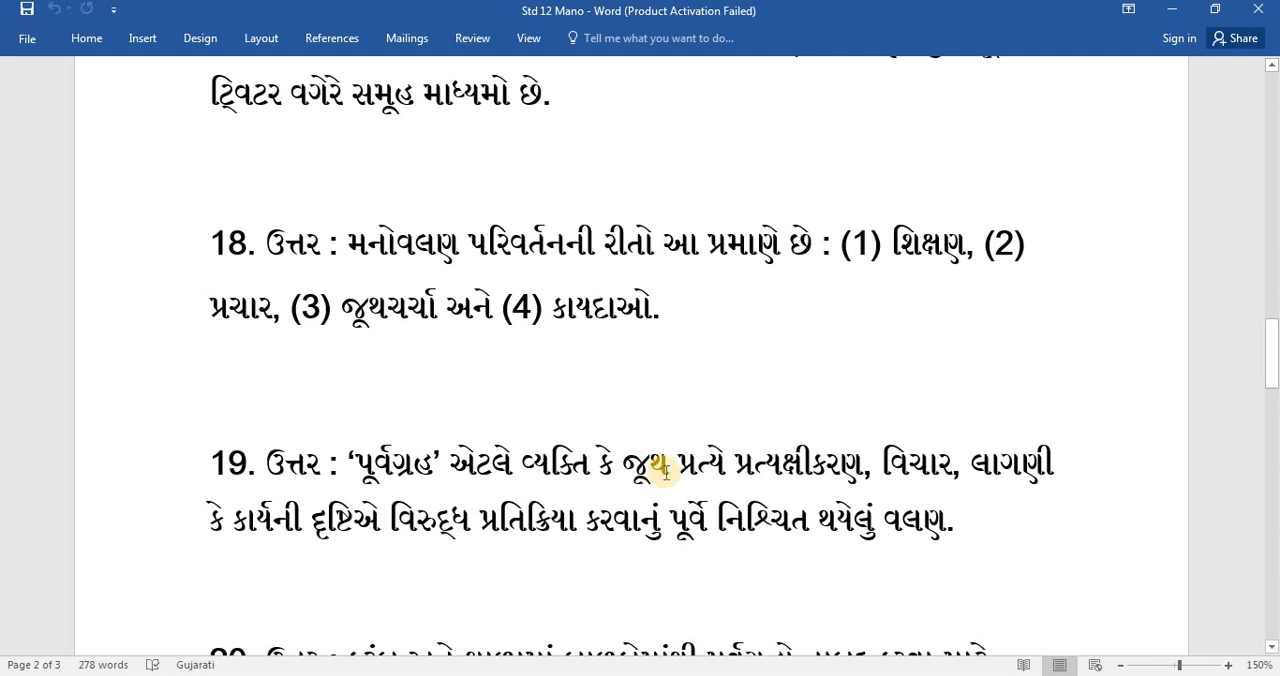 Std 12 Mano - Word (Product Activation Failed)
File Home Insert Design Layout References Mailings Review View Tell me what you want to do... Sign in Share
ટ્વિટર વગેરે સમૂહ માધ્યમો છે.
18. ઉત્તર : મનોવલણ પરિવર્તનની રીતો આ પ્રમાણે છે : (1) શિક્ષણ, (2)
પ્રચાર, (3) જૂથચર્ચા અને (4) કાયદાઓ.
19. ઉત્તર : ‘પૂર્વગ્રહ’ એટલે વ્યક્તિ કે જૂથ પ્રત્યે પ્રત્યક્ષીકરણ, વિચાર, લાગણી
કે કાર્યની દૃષ્ટિએ વિરુદ્ધ પ્રતિક્રિયા કરવાનું પૂર્વે નિશ્ચિત થયેલું વલણ.
20. ઉત્તર :
Page 2 of 3 278 words Gujarati 150%